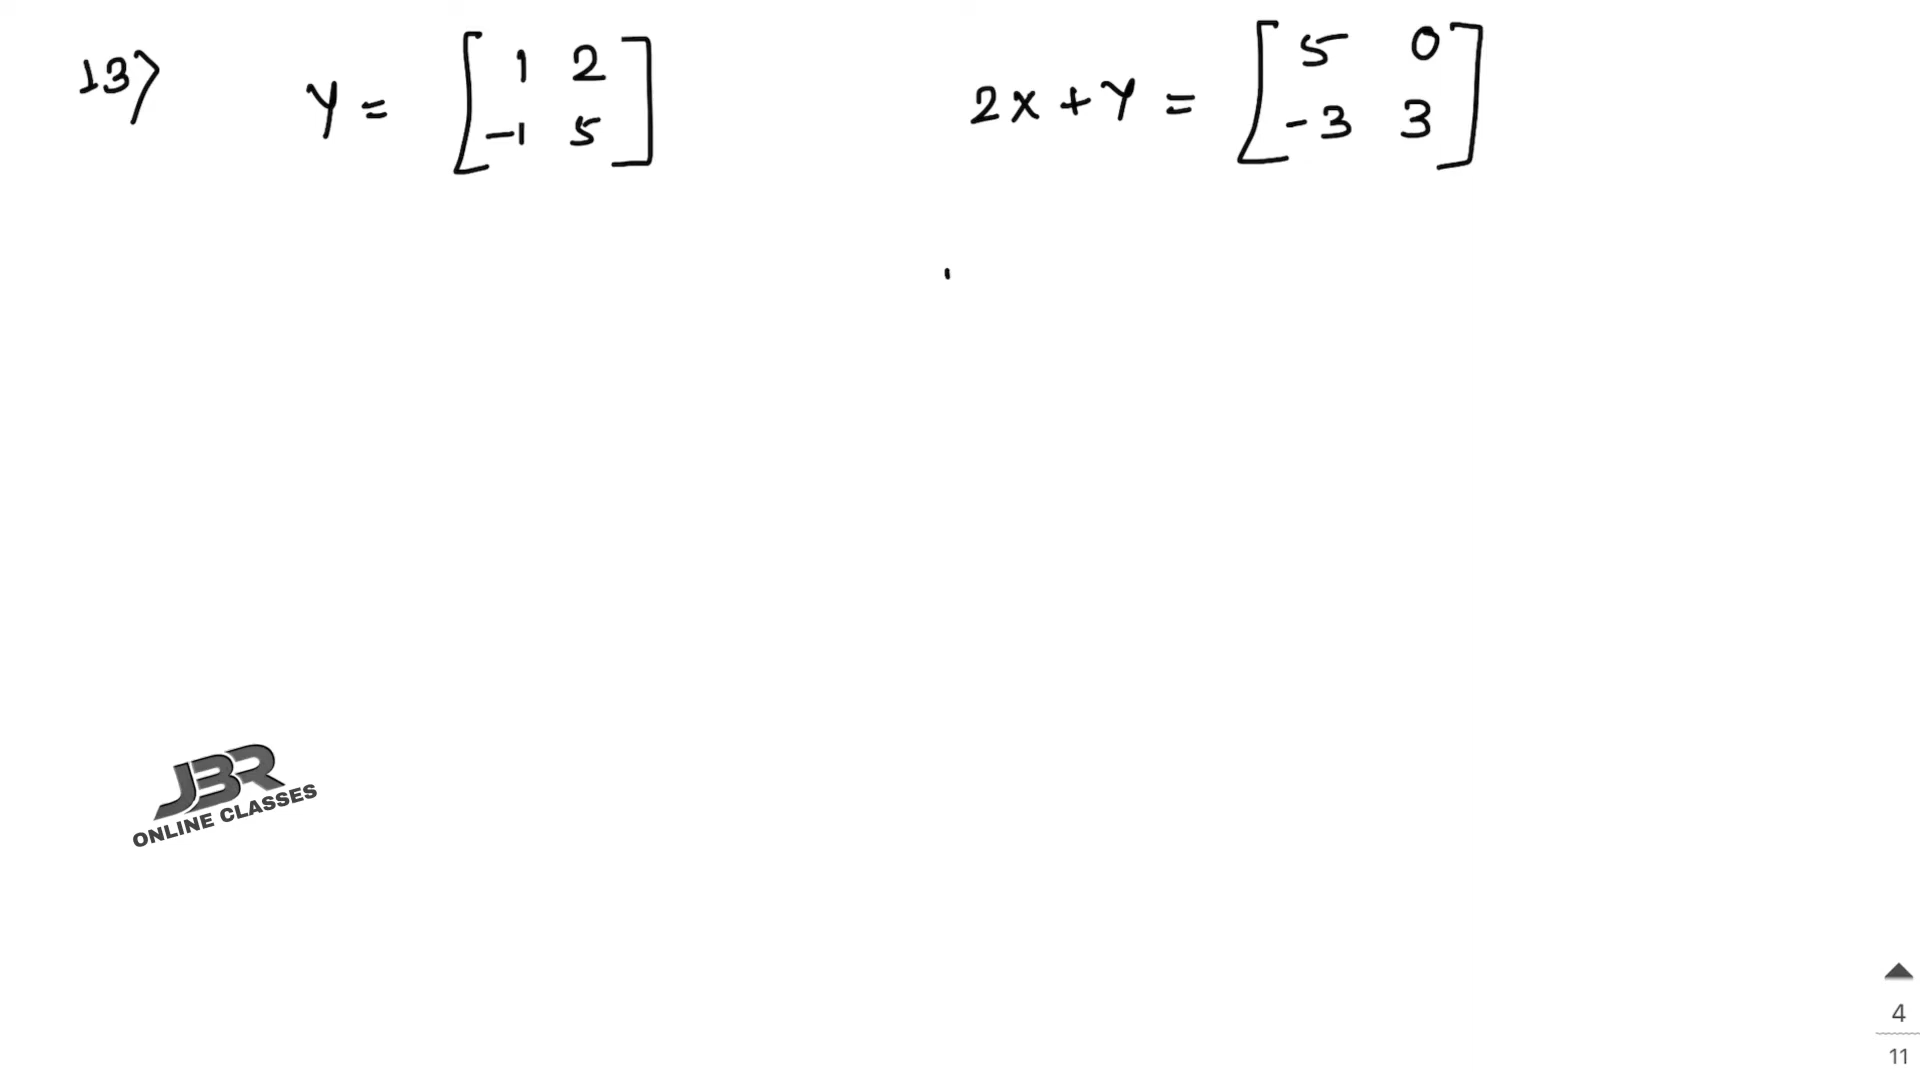 13) Y = [1 2 -1 5] 2X + Y = [5 0 -3 3]
JBR
ONLINE CLASSES
4
11